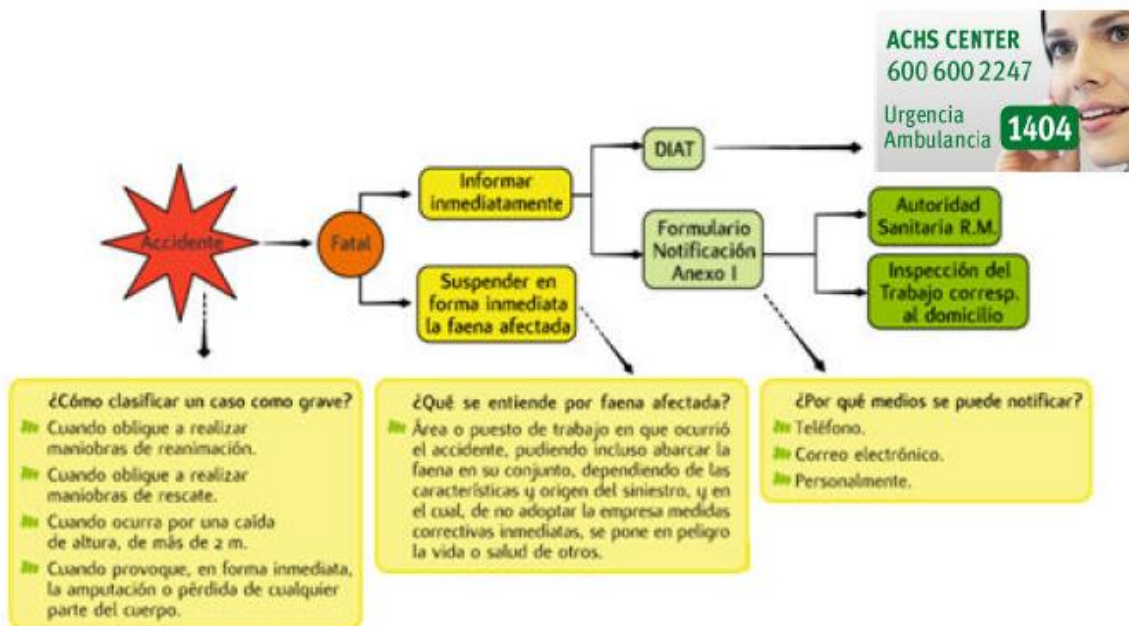 ACHS CENTER
600 600 2247
Urgencia
Ambulancia 1404
DIAT
Informar
inmediatamente
Accidente
Fatal
Formulario
Notificación
Anexo I
Autoridad
Sanitaria R.M.
Suspender en
forma inmediata
la faena afectada
Inspección del
Trabajo corresp.
al domicilio
¿Cómo clasificar un caso como grave?
Cuando obligue a realizar
maniobras de reanimación.
Cuando obligue a realizar
maniobras de rescate.
Cuando ocurra por una caída
de altura, de más de 2 m.
Cuando provoque, en forma inmediata,
la amputación o pérdida de cualquier
parte del cuerpo.
¿Qué se entiende por faena afectada?
Área o puesto de trabajo en que ocurrió
el accidente, pudiendo incluso abarcar la
faena en su conjunto, dependiendo de las
características y origen del siniestro, y en
el cual, de no adoptar la empresa medidas
correctivas inmediatas, se pone en peligro
la vida o salud de otros.
¿Por qué medios se puede notificar?
Teléfono.
Correo electrónico.
Personalmente.